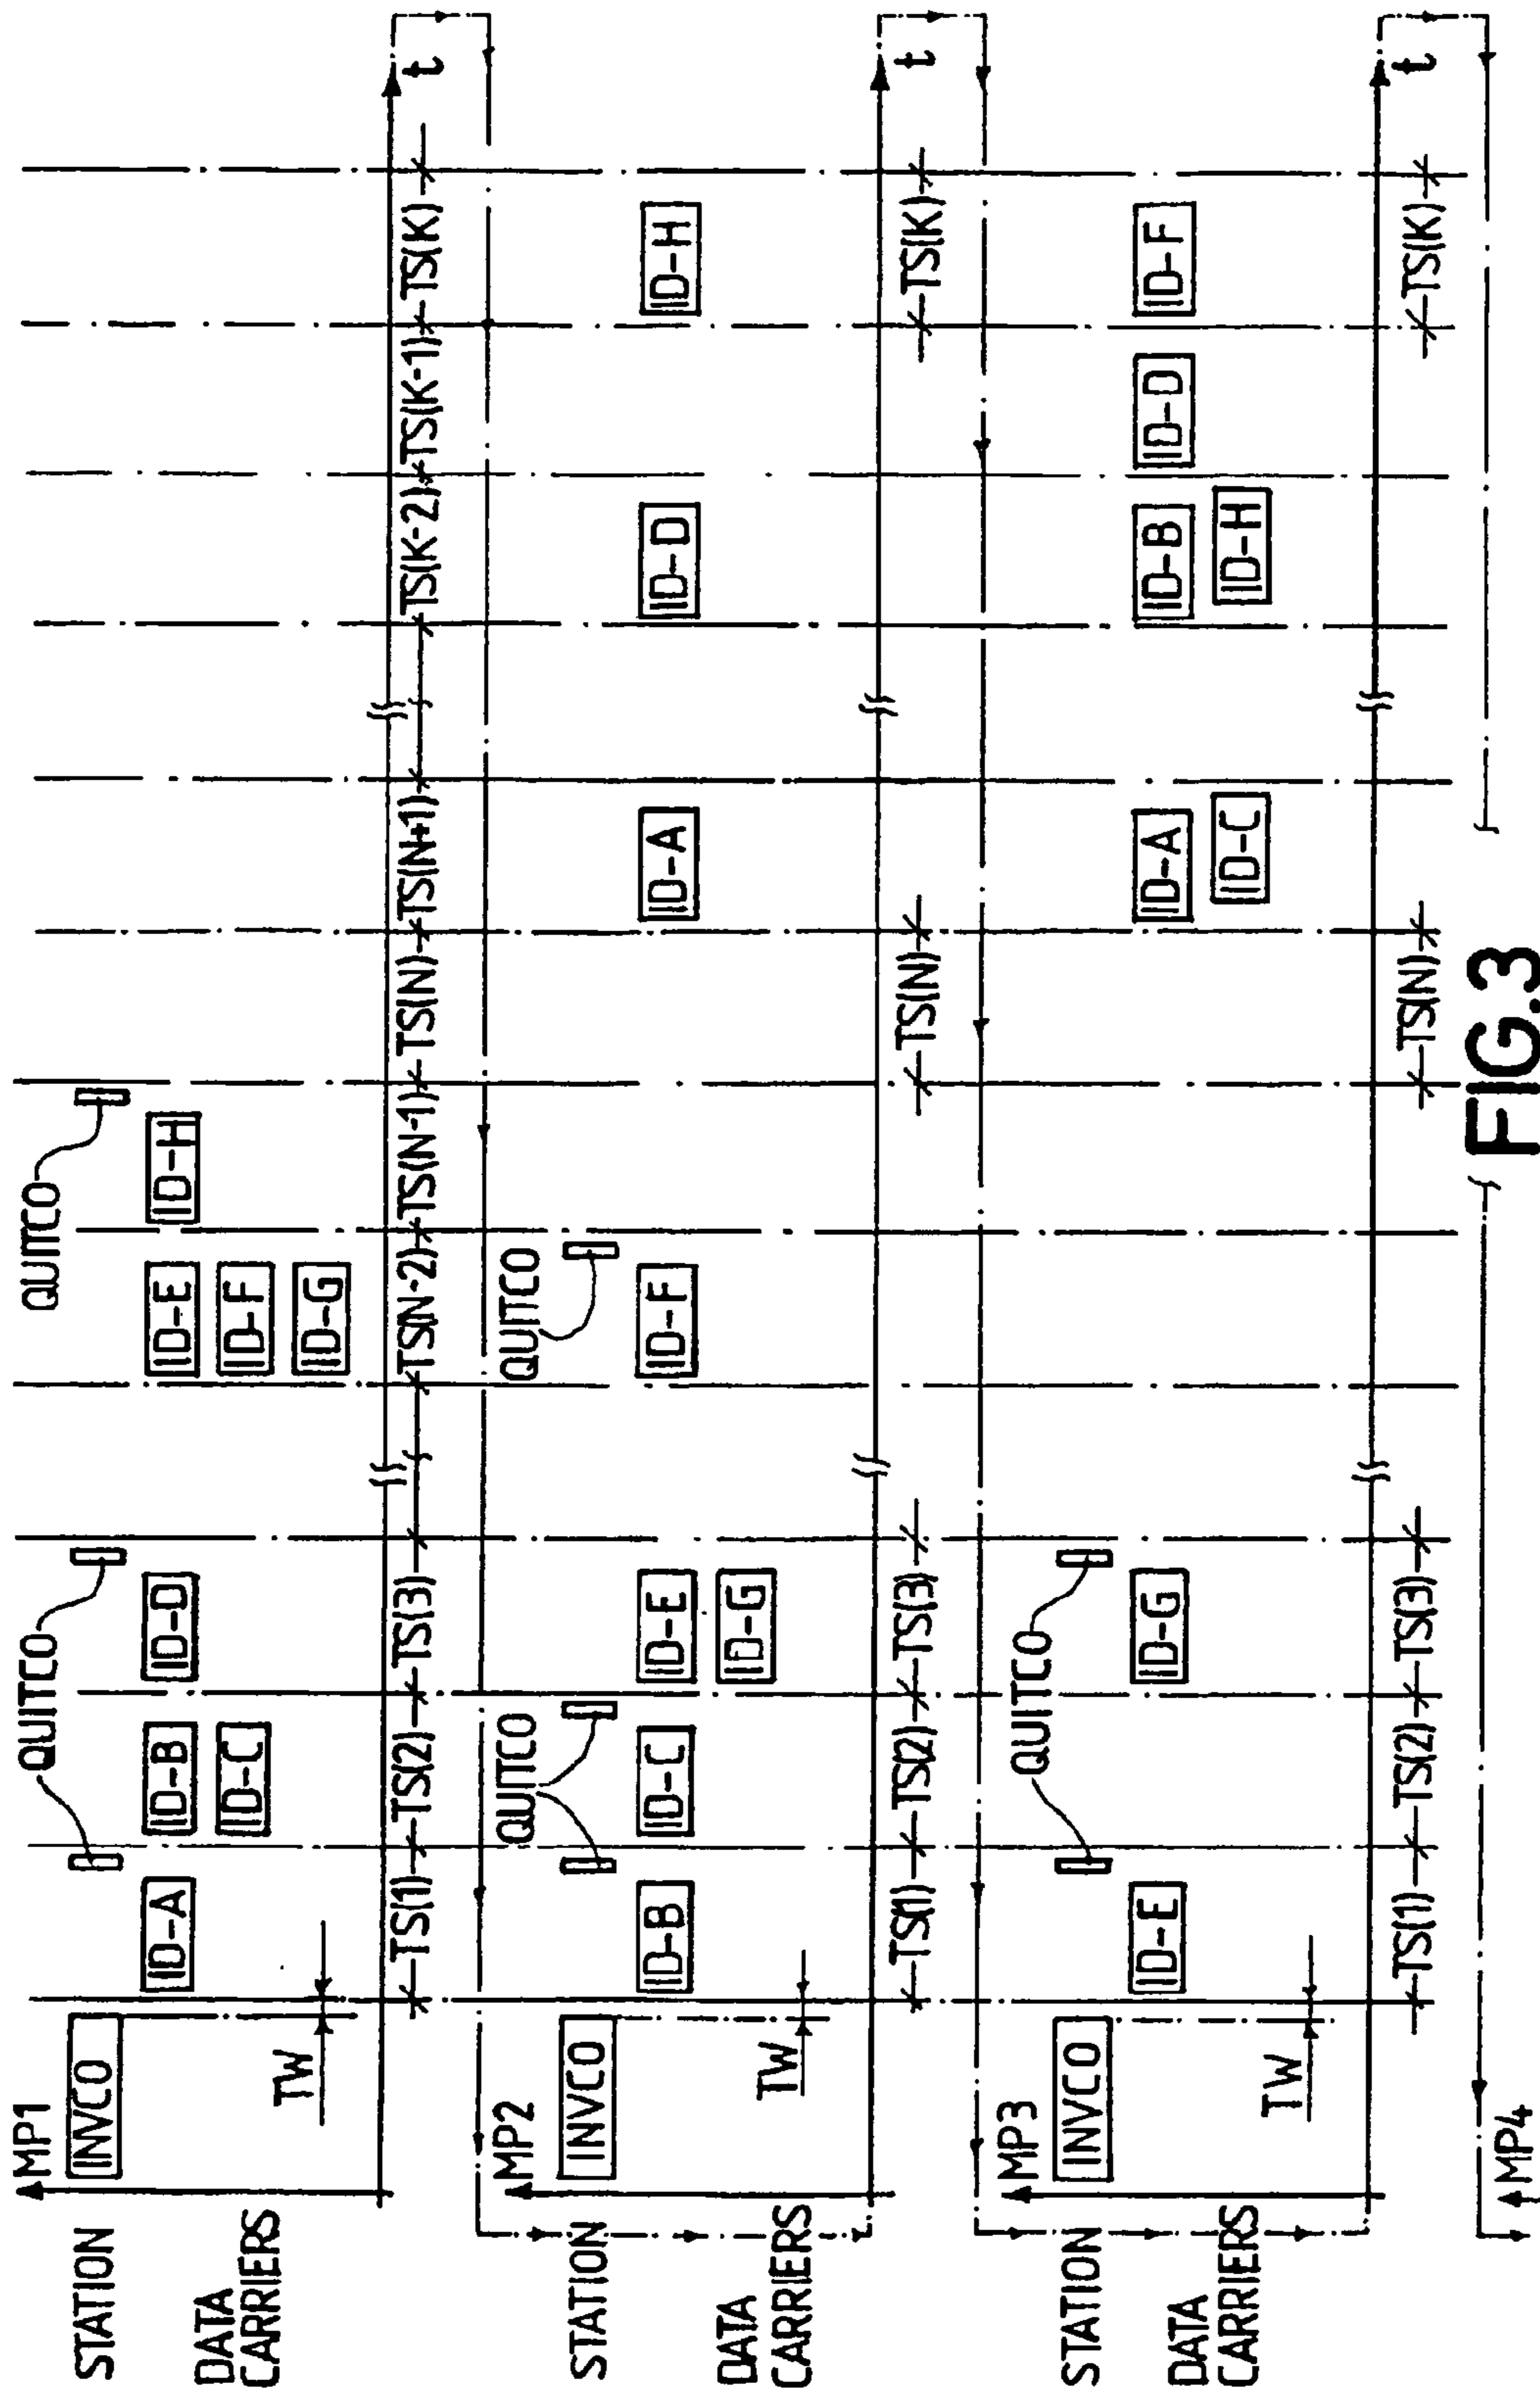 MP1
STATION
INVCO
QUITCO
QUITCO
DATA
CARRIERS
ID-A
ID-B
ID-C
ID-D
ID-E
ID-F
ID-G
ID-H
TW
t
TS(1) TS(2) TS(3) TS(N-2) TS(N-1) TS(N) TS(N+1) TS(K-2) TS(K-1) TS(K)
MP2
STATION
INVCO
QUITCO
QUITCO
DATA
CARRIERS
ID-B
ID-C
ID-E
ID-G
ID-F
ID-A
ID-D
ID-H
TW
t
TS(1) TS(2) TS(3) TS(N) TS(K)
MP3
STATION
INVCO
QUITCO
DATA
CARRIERS
ID-E
ID-G
ID-A
ID-C
ID-B
ID-H
ID-D
ID-F
TW
t
TS(1) TS(2) TS(3) TS(N) TS(K)
MP4
FIG.3